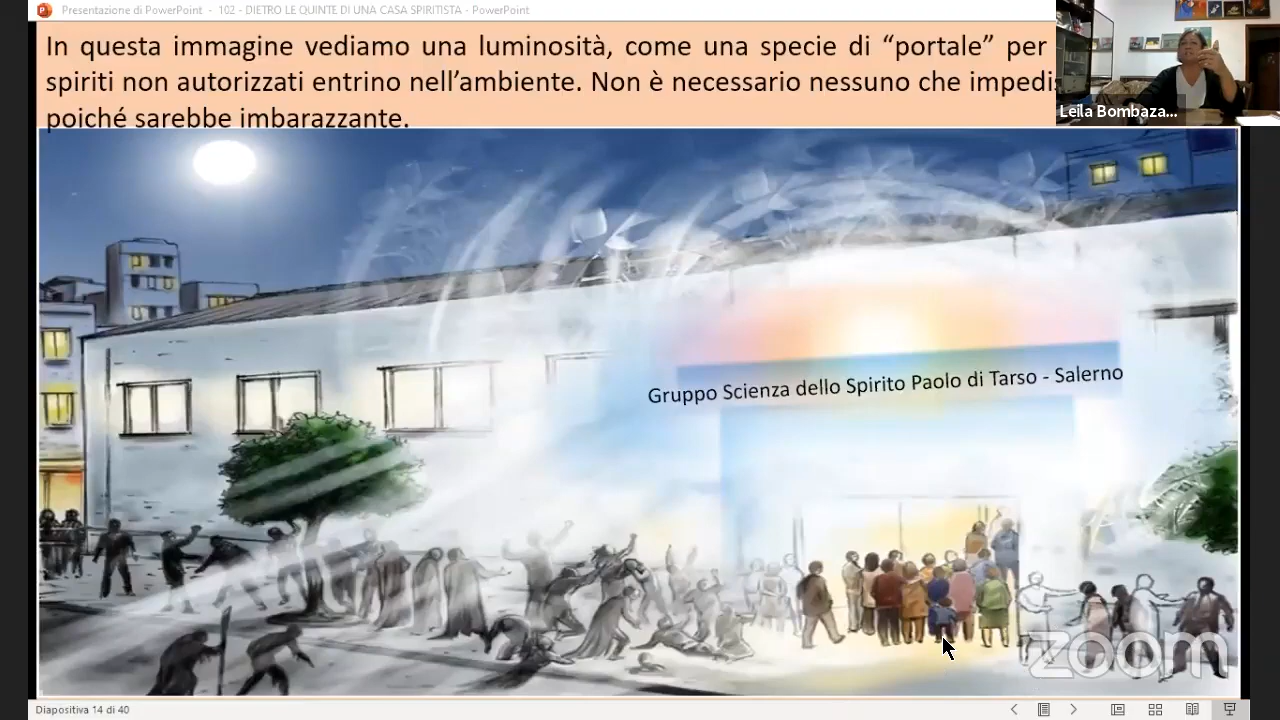 Presentazione di PowerPoint - 102 - DIETRO LE QUINTE DI UNA CASA SPIRITISTA - PowerPoint
In questa immagine vediamo una luminosità, come una specie di “portale” per
spiriti non autorizzati entrino nell’ambiente. Non è necessario nessuno che impedis
poiché sarebbe imbarazzante.
Leila Bombaza...
Gruppo Scienza dello Spirito Paolo di Tarso - Salerno
zoom
Diapositiva 14 di 40